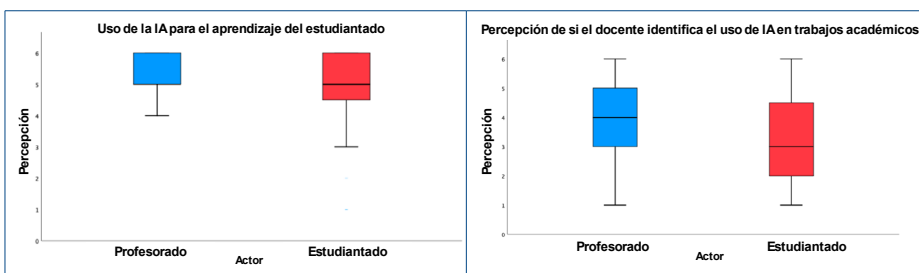 Uso de la IA para el aprendizaje del estudiantado
6
5
4
3
2
1
0
Percepción
Profesorado
Estudiantado
Actor
Percepción de si el docente identifica el uso de IA en trabajos académicos
6
5
4
3
2
1
0
Percepción
Profesorado
Estudiantado
Actor